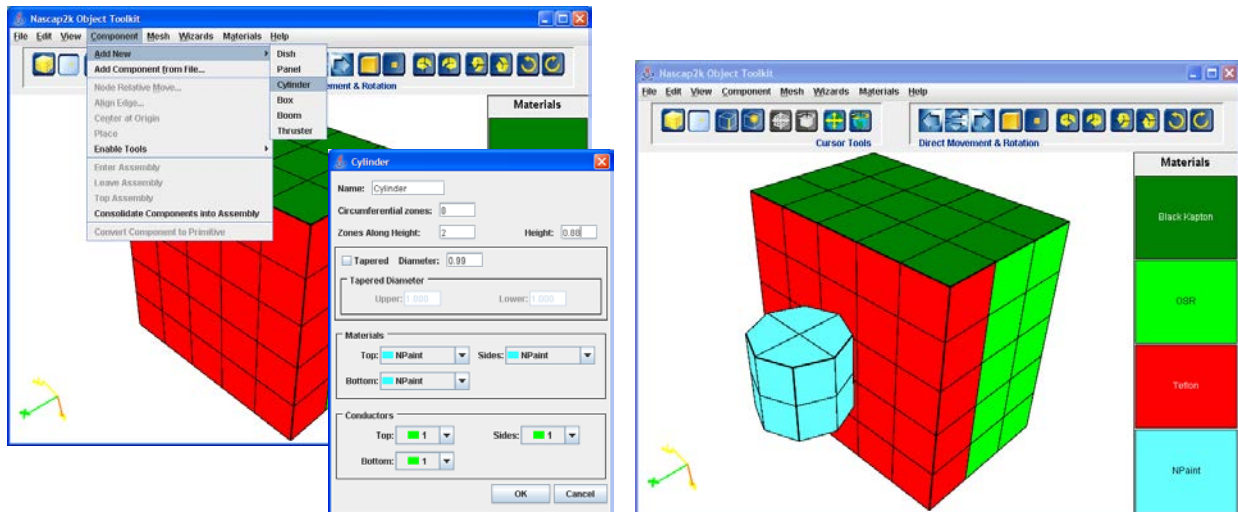 Nascap2k Object Toolkit
File Edit View Component Mesh Wizards Materials Help
Add New
Add Component from File...
Node Relative Move...
Align Edge...
Center at Origin
Place
Enable Tools
Enter Assembly
Leave Assembly
Top Assembly
Consolidate Components into Assembly
Convert Component to Primitive
Dish
Panel
Cylinder
Box
Boom
Thruster
ement & Rotation
Materials
Cylinder
Name: Cylinder
Circumferential zones: 8
Zones Along Height: 2 Height: 0.88
Tapered Diameter: 0.99
Tapered Diameter
Upper: 1.000 Lower: 1.000
Materials
Top: NPaint Sides: NPaint
Bottom: NPaint
Conductors
Top: 1 Sides: 1
Bottom: 1
OK Cancel
Nascap2k Object Toolkit
File Edit View Component Mesh Wizards Materials Help
Cursor Tools Direct Movement & Rotation
Materials
Black Kapton
OSR
Teflon
NPaint